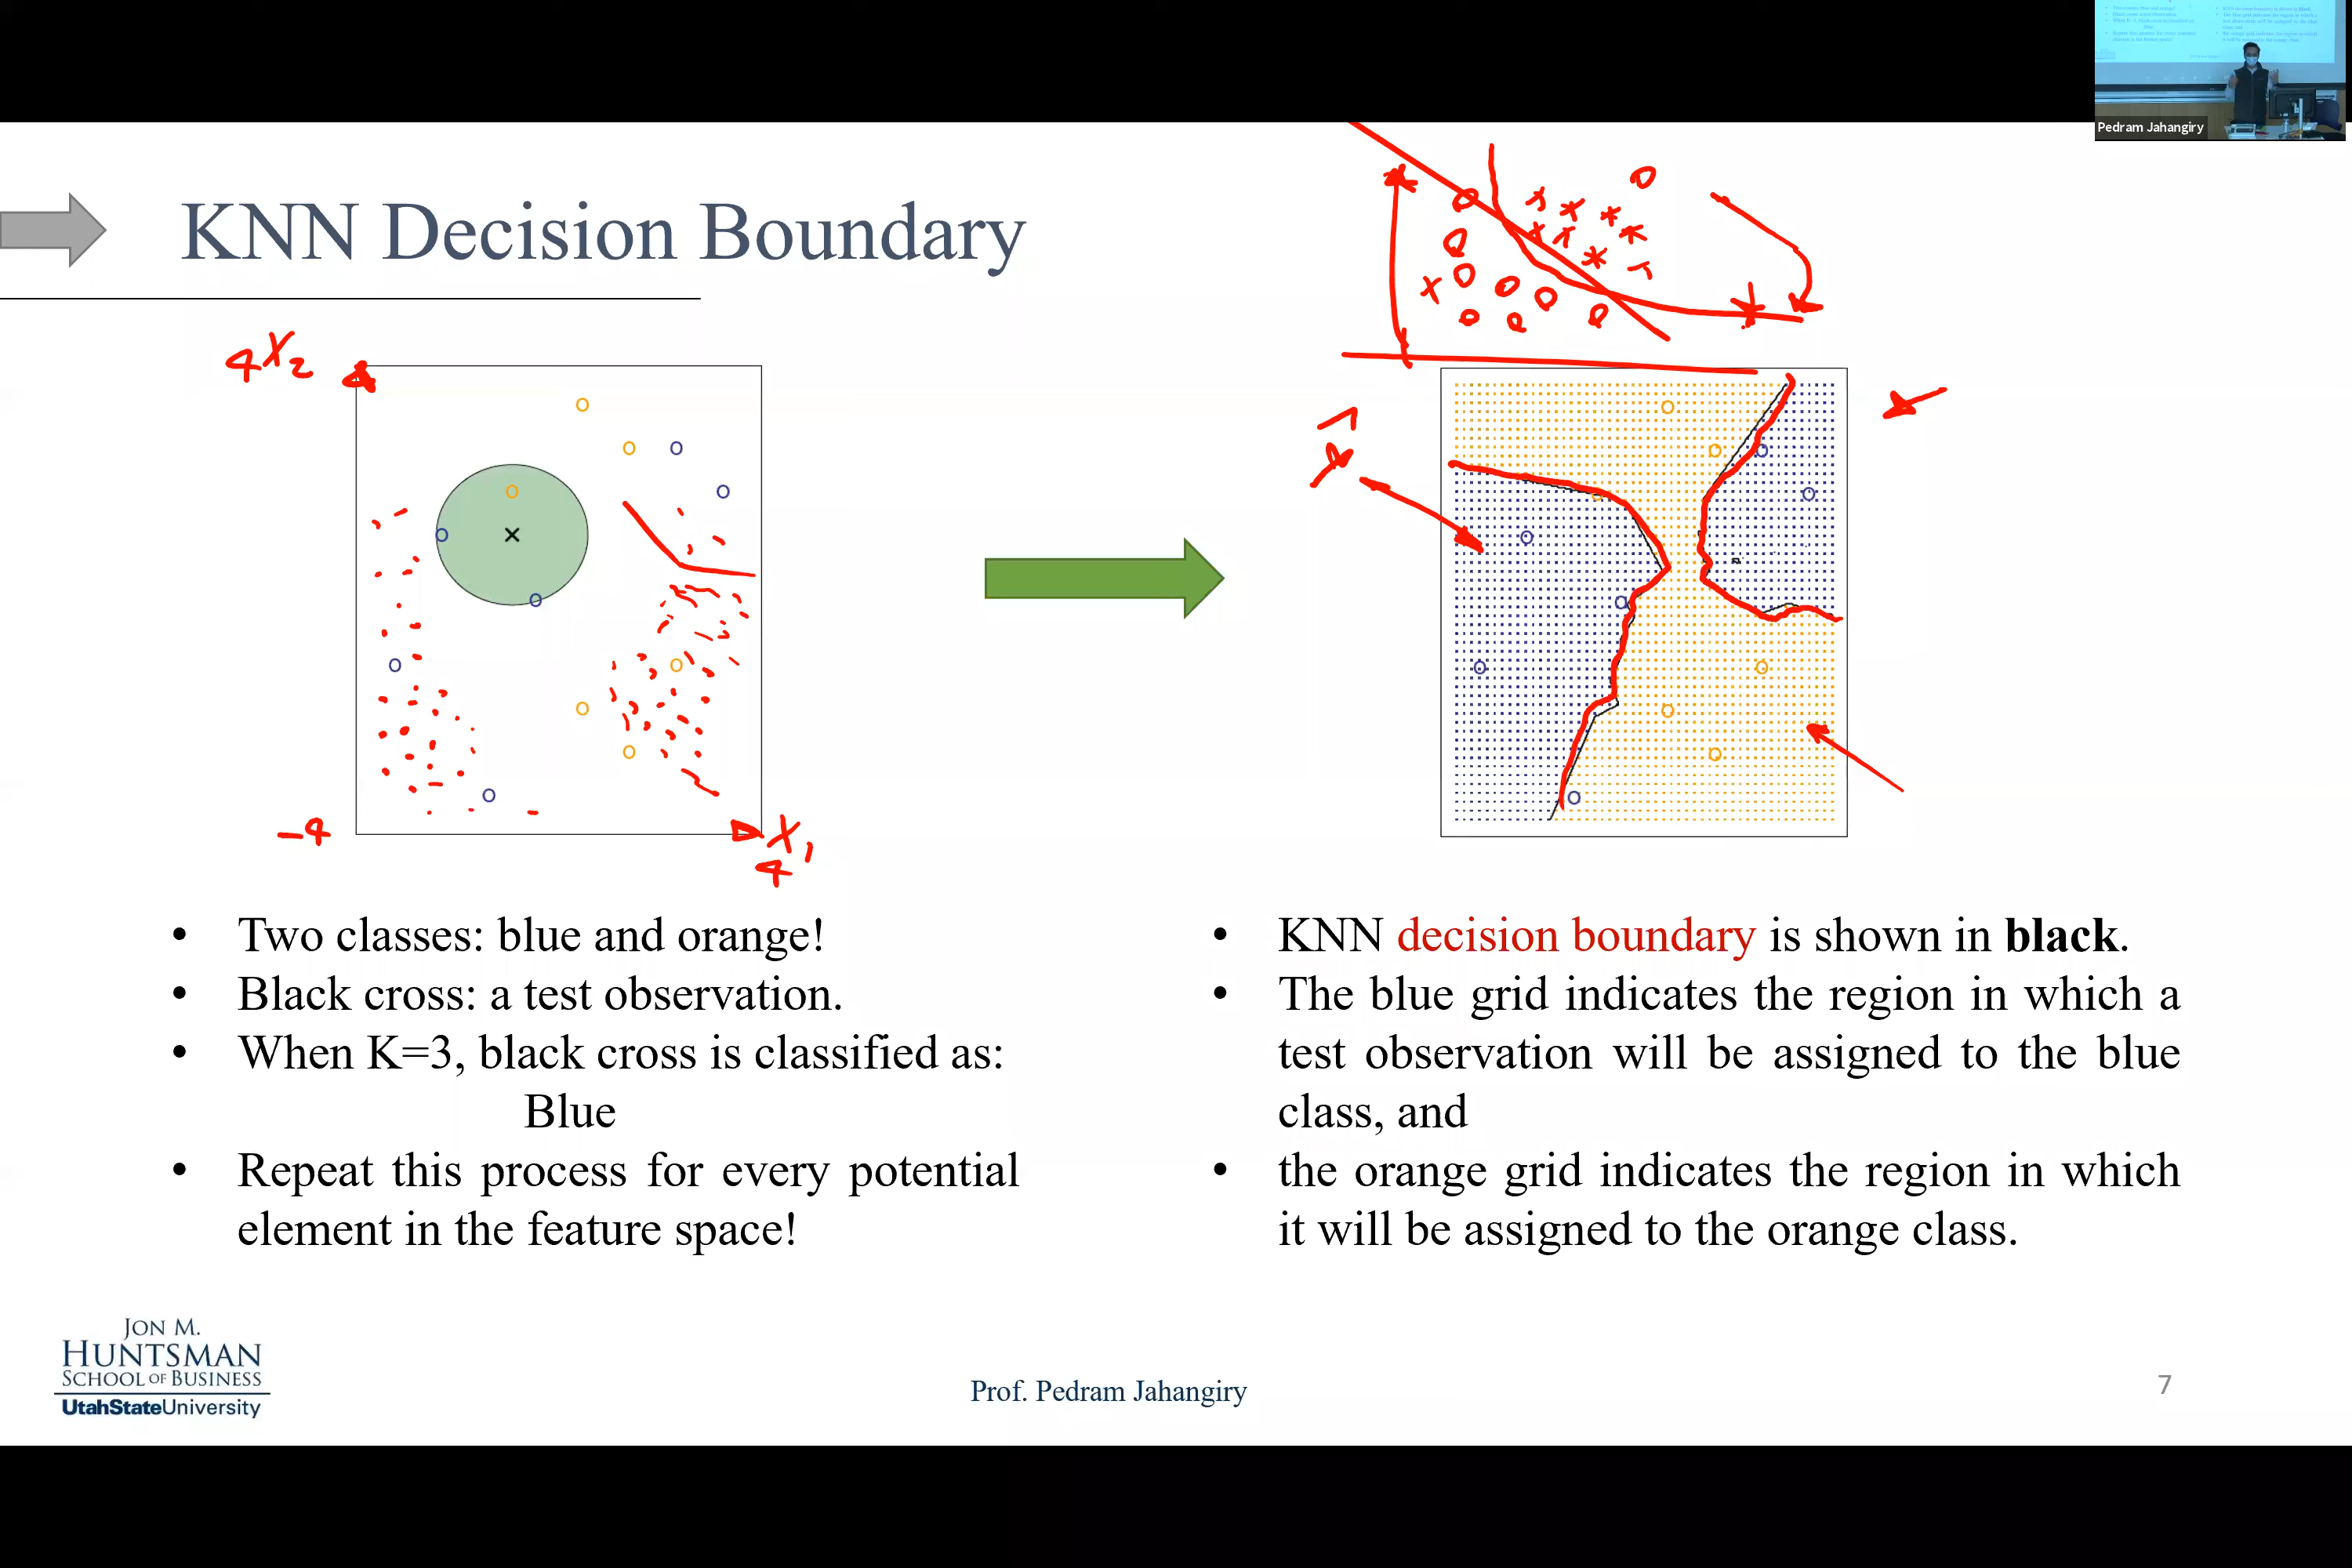 Pedram Jahangiry
KNN Decision Boundary
4 X2
-4
X1
4
• Two classes: blue and orange!
• Black cross: a test observation.
• When K=3, black cross is classified as:
Blue
• Repeat this process for every potential
element in the feature space!
• KNN decision boundary is shown in black.
• The blue grid indicates the region in which a
test observation will be assigned to the blue
class, and
• the orange grid indicates the region in which
it will be assigned to the orange class.
JON M.
HUNTSMAN
SCHOOL OF BUSINESS
UtahStateUniversity
Prof. Pedram Jahangiry
7